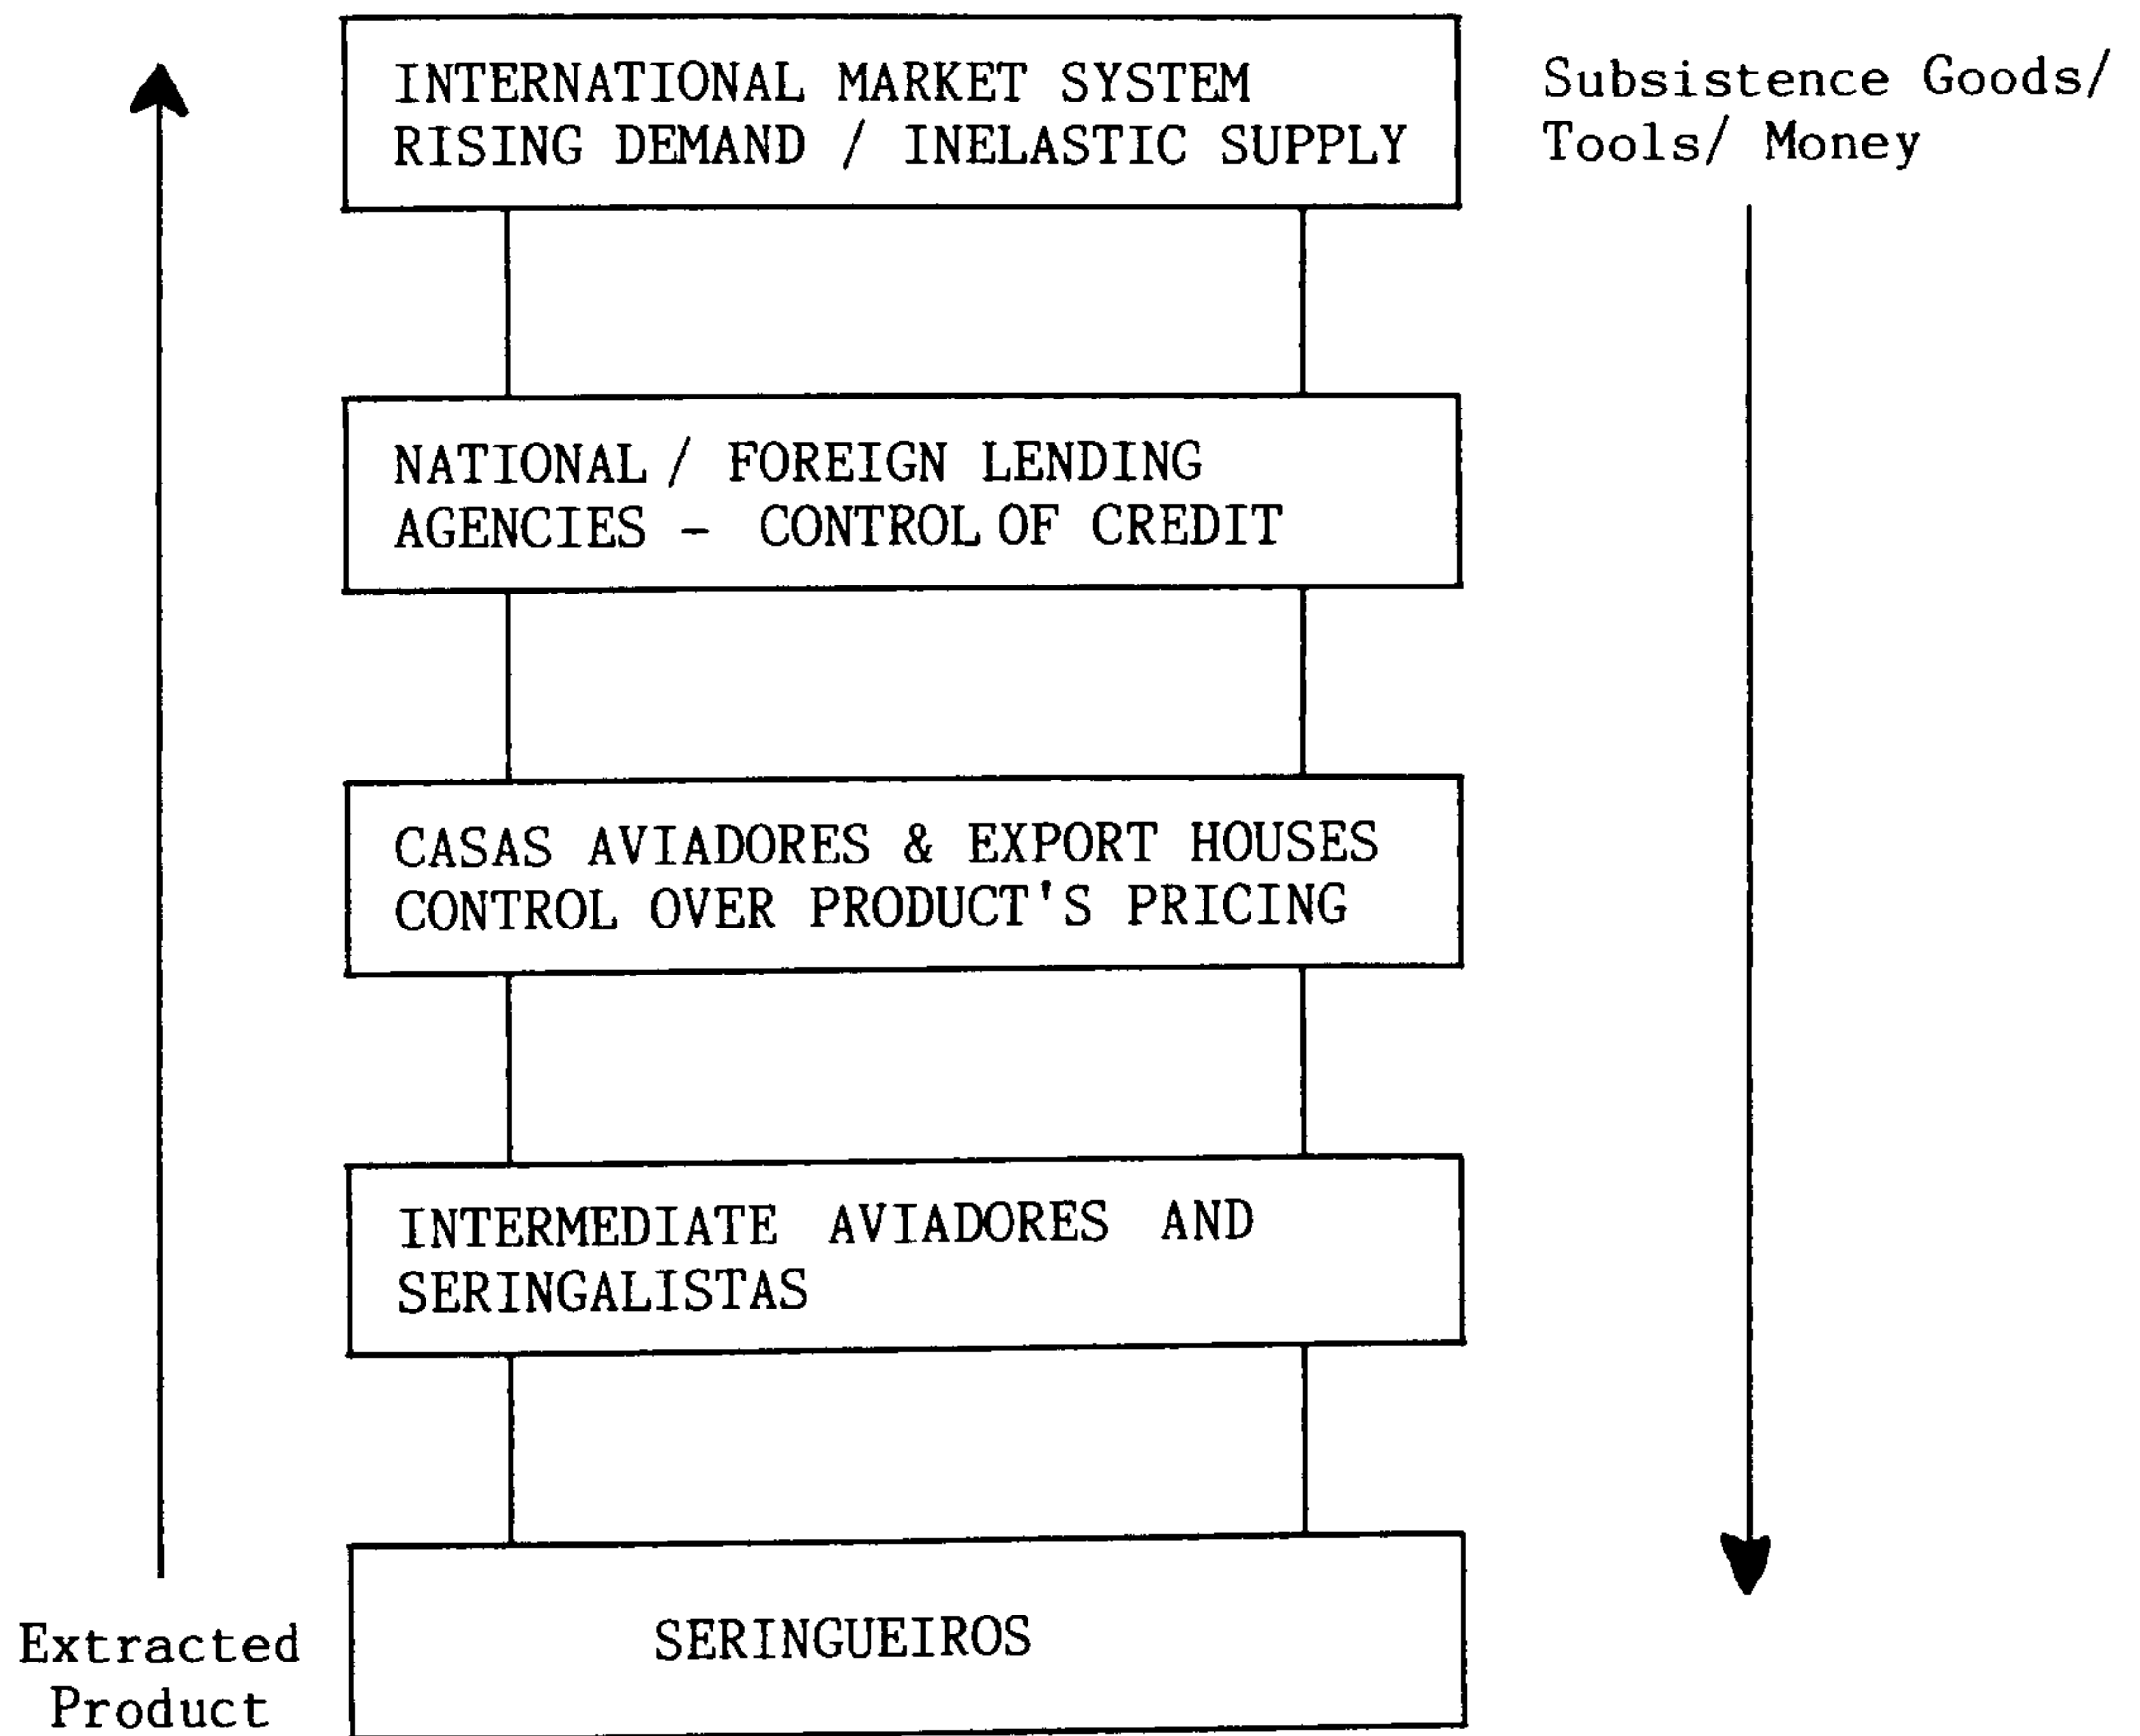 INTERNATIONAL MARKET SYSTEM
RISING DEMAND / INELASTIC SUPPLY
Subsistence Goods/
Tools/ Money
NATIONAL / FOREIGN LENDING
AGENCIES - CONTROL OF CREDIT
CASAS AVIADORES & EXPORT HOUSES
CONTROL OVER PRODUCT'S PRICING
INTERMEDIATE AVIADORES AND
SERINGALISTAS
SERINGUEIROS
Extracted
Product